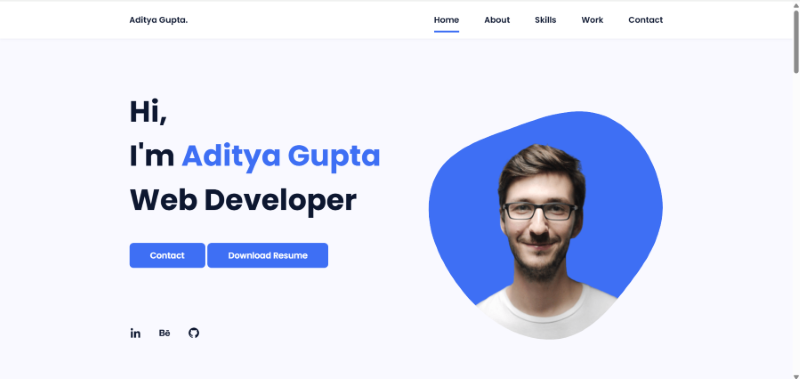 Aditya Gupta.
Home About Skills Work Contact
Hi,
I'm Aditya Gupta
Web Developer
Contact Download Resume
in Bē